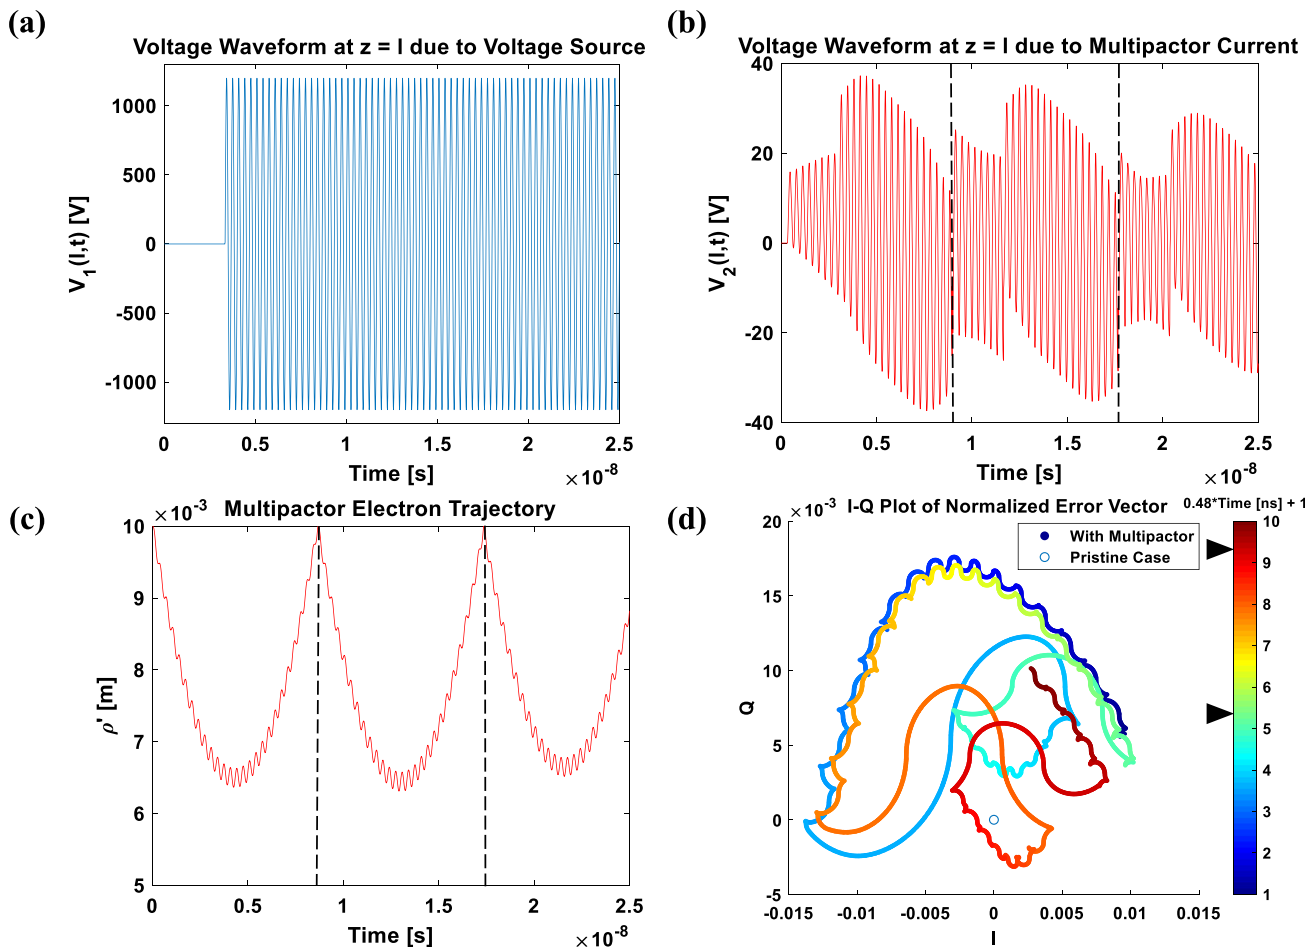 (a)
Voltage Waveform at z = l due to Voltage Source
V1(l,t) [V]
1000
500
0
-500
-1000
0 0.5 1 1.5 2 2.5
Time [s]
×10-8
(b)
Voltage Waveform at z = l due to Multipactor Current
V2(l,t) [V]
40
20
0
-20
-40
0 0.5 1 1.5 2 2.5
Time [s]
×10-8
(c)
×10-3
Multipactor Electron Trajectory
ρ' [m]
10
9
8
7
6
5
0 0.5 1 1.5 2 2.5
Time [s]
×10-8
(d)
×10-3
I-Q Plot of Normalized Error Vector
0.48*Time [ns] + 1
With Multipactor
Pristine Case
Q
20
15
10
5
0
-5
-0.015 -0.01 -0.005 0 0.005 0.01 0.015
I
10
9
8
7
6
5
4
3
2
1